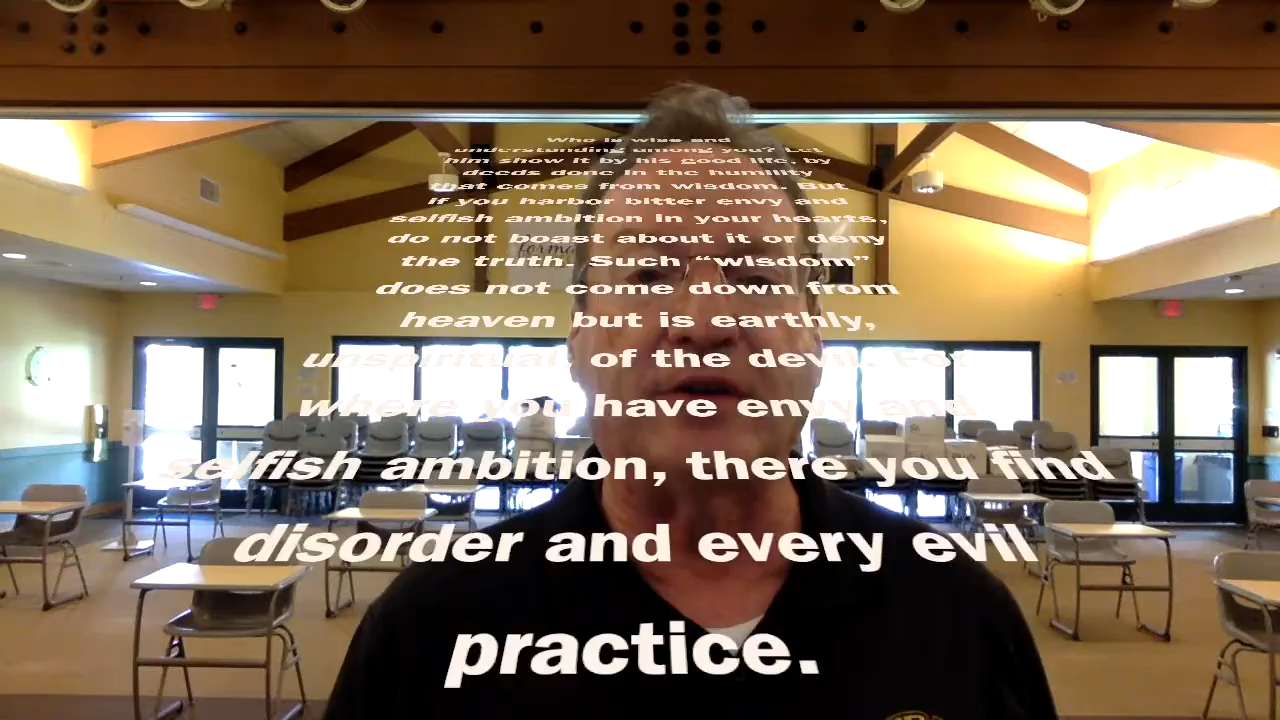 Who is wise and
understanding among you? Let
him show it by his good life, by
deeds done in the humility
that comes from wisdom. But
if you harbor bitter envy and
selfish ambition in your hearts,
do not boast about it or deny
the truth. Such “wisdom”
does not come down from
heaven but is earthly,
unspiritual, of the devil. For
where you have envy and
selfish ambition, there you find
disorder and every evil
practice.